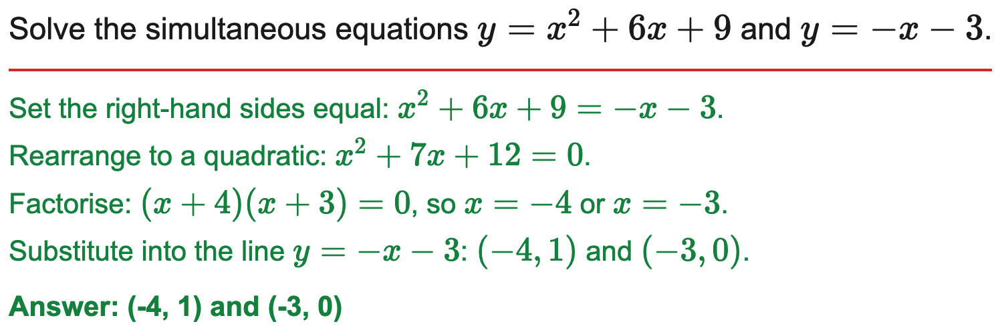 Solve the simultaneous equations y = x² + 6x + 9 and y = −x − 3.
Set the right-hand sides equal: x² + 6x + 9 = −x − 3.
Rearrange to a quadratic: x² + 7x + 12 = 0.
Factorise: (x + 4)(x + 3) = 0, so x = −4 or x = −3.
Substitute into the line y = −x − 3: (−4, 1) and (−3, 0).
Answer: (-4, 1) and (-3, 0)